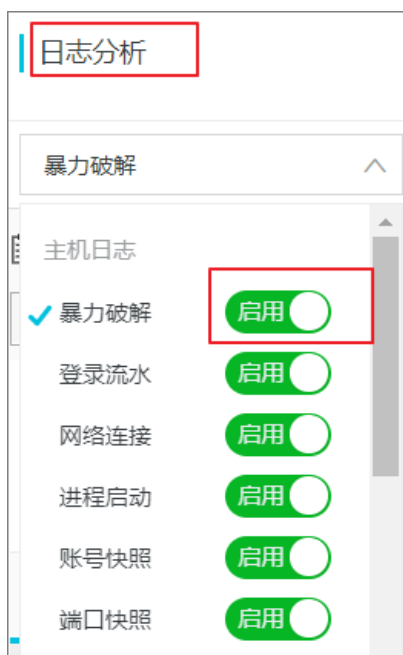 日志分析
暴力破解
主机日志
暴力破解 启用
登录流水 启用
网络连接 启用
进程启动 启用
账号快照 启用
端口快照 启用